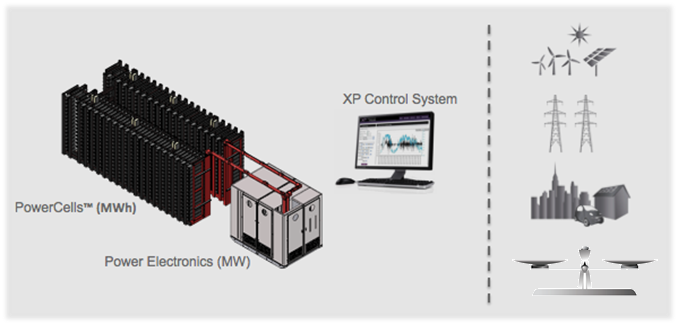 XP Control System
PowerCells™ (MWh)
Power Electronics (MW)